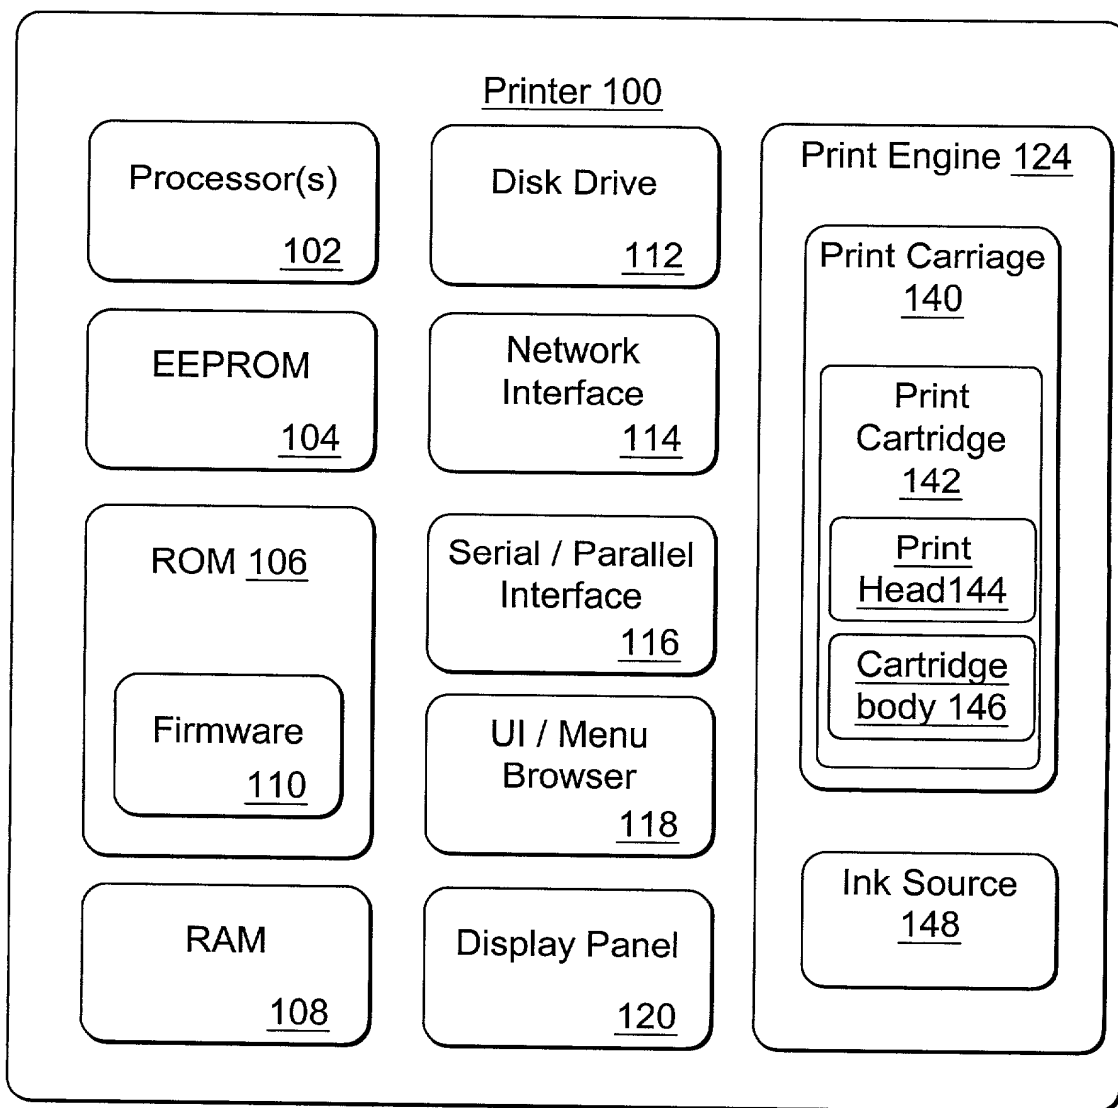 Printer 100
Processor(s)
102
EEPROM
104
ROM 106
Firmware
110
RAM
108
Disk Drive
112
Network
Interface
114
Serial / Parallel
Interface
116
UI / Menu
Browser
118
Display Panel
120
Print Engine 124
Print Carriage
140
Print
Cartridge
142
Print
Head144
Cartridge
body 146
Ink Source
148